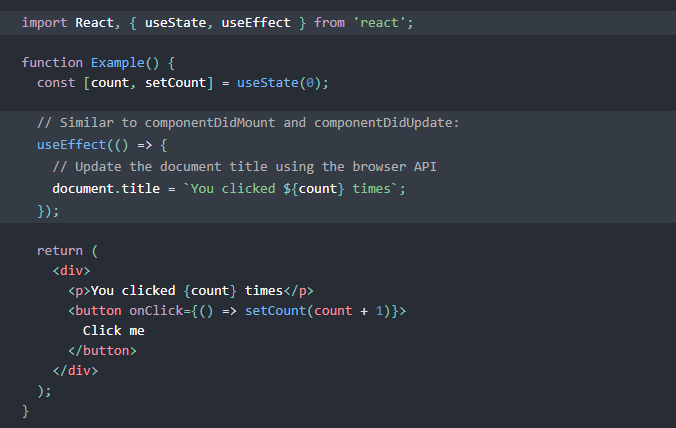 import React, { useState, useEffect } from 'react';
function Example() {
const [count, setCount] = useState(0);
// Similar to componentDidMount and componentDidUpdate:
useEffect(() => {
// Update the document title using the browser API
document.title = `You clicked ${count} times`;
});
return (
<div>
<p>You clicked {count} times</p>
<button onClick={() => setCount(count + 1)}>
Click me
</button>
</div>
);
}